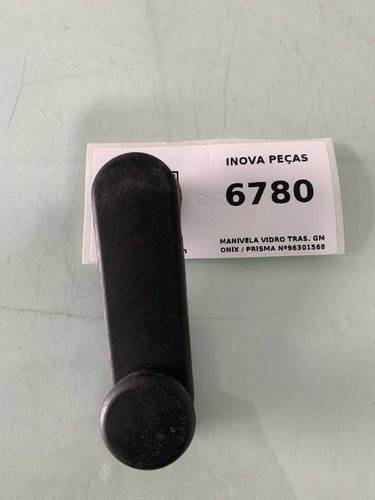 INOVA PEÇAS
6780
MANIVELA VIDRO TRAS. GM
ONIX / PRISMA Nº96301568